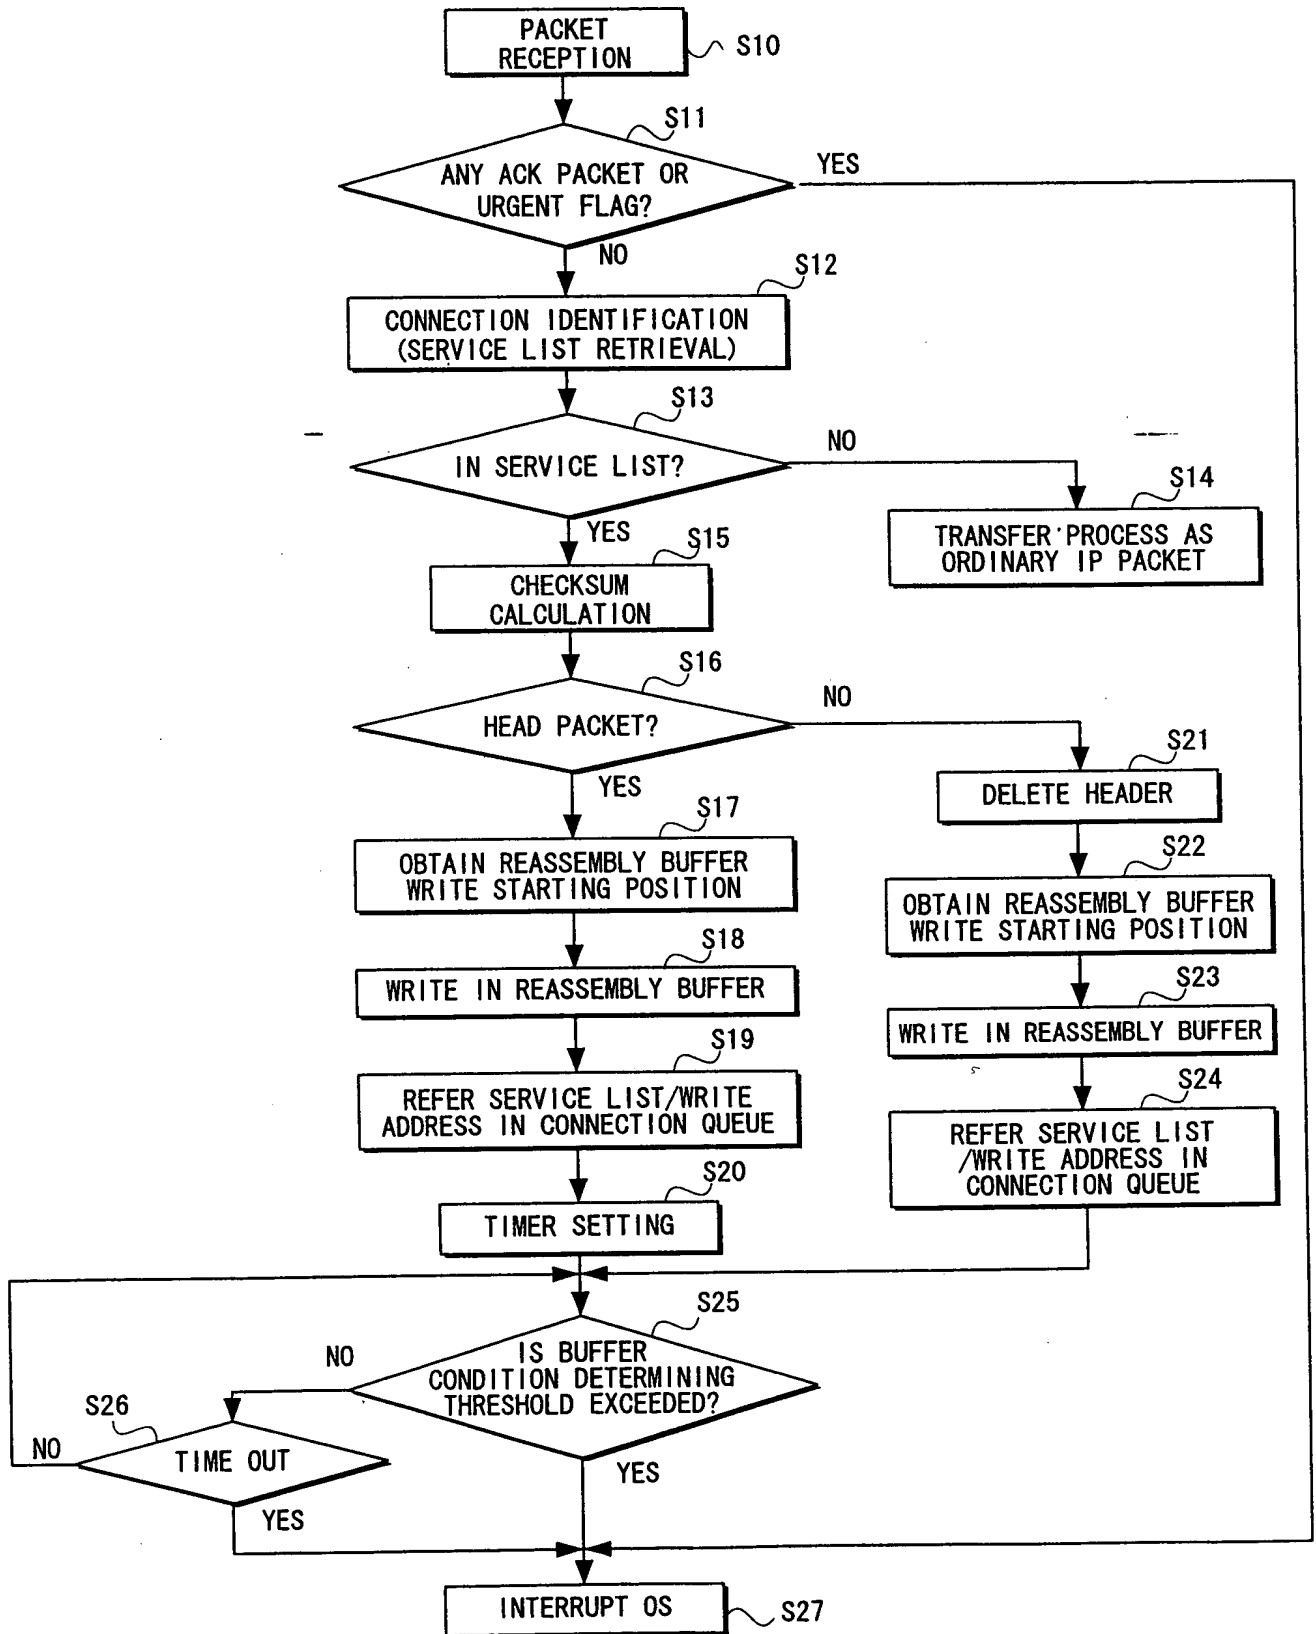 PACKET
RECEPTION
S10
S11
ANY ACK PACKET OR
URGENT FLAG?
YES
NO
S12
CONNECTION IDENTIFICATION
(SERVICE LIST RETRIEVAL)
S13
IN SERVICE LIST?
NO
S14
TRANSFER PROCESS AS
ORDINARY IP PACKET
YES
S15
CHECKSUM
CALCULATION
S16
HEAD PACKET?
NO
YES
S21
DELETE HEADER
S17
OBTAIN REASSEMBLY BUFFER
WRITE STARTING POSITION
S22
OBTAIN REASSEMBLY BUFFER
WRITE STARTING POSITION
S18
WRITE IN REASSEMBLY BUFFER
S23
WRITE IN REASSEMBLY BUFFER
S19
REFER SERVICE LIST/WRITE
ADDRESS IN CONNECTION QUEUE
S24
REFER SERVICE LIST
/WRITE ADDRESS IN
CONNECTION QUEUE
S20
TIMER SETTING
S25
IS BUFFER
CONDITION DETERMINING
THRESHOLD EXCEEDED?
NO
S26
TIME OUT
NO
YES
YES
INTERRUPT OS
S27